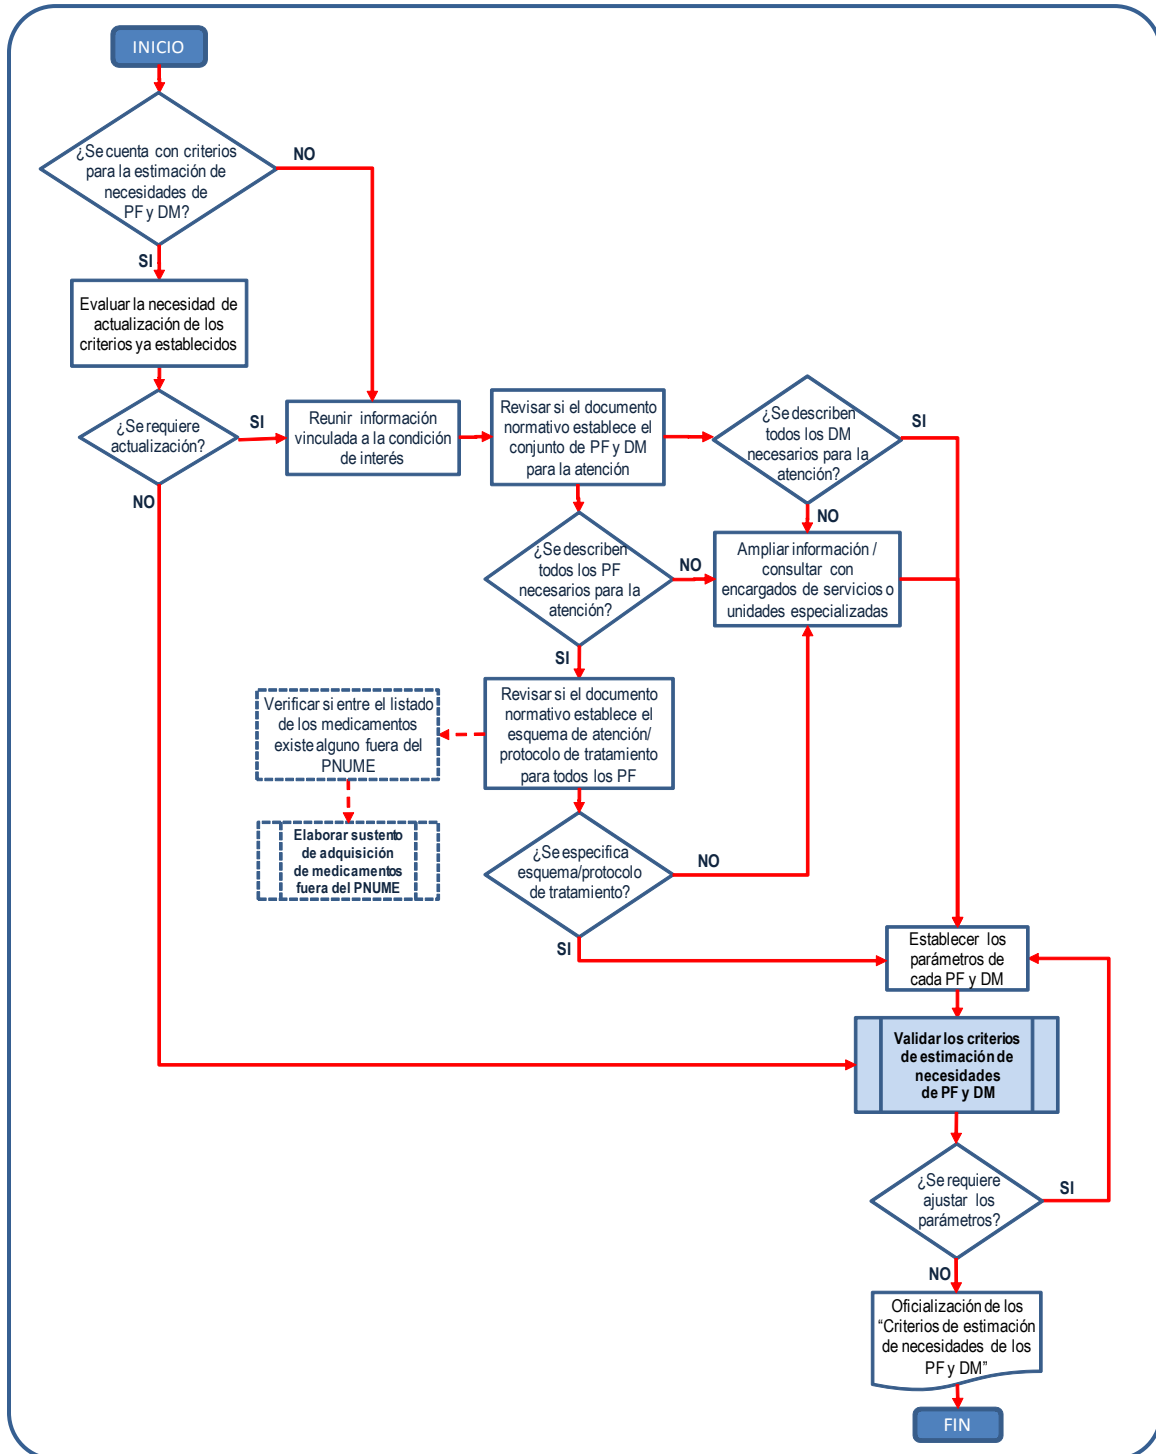 INICIO
¿Se cuenta con criterios
para la estimación de
necesidades de
PF y DM?
NO
SI
Evaluar la necesidad de
actualización de los
criterios ya establecidos
¿Se requiere
actualización?
SI
NO
Reunir información
vinculada a la condición
de interés
Revisar si el documento
normativo establece el
conjunto de PF y DM
para la atención
¿Se describen
todos los DM
necesarios para la
atención?
SI
NO
¿Se describen
todos los PF
necesarios para la
atención?
NO
SI
Ampliar información /
consultar con
encargados de servicios o
unidades especializadas
Revisar si el documento
normativo establece el
esquema de atención/
protocolo de tratamiento
para todos los PF
Verificar si entre el listado
de los medicamentos
existe alguno fuera del
PNUME
Elaborar sustento
de adquisición
de medicamentos
fuera del PNUME
¿Se especifica
esquema/protocolo
de tratamiento?
NO
SI
Establecer los
parámetros de
cada PF y DM
Validar los criterios
de estimación de
necesidades
de PF y DM
¿Se requiere
ajustar los
parámetros?
SI
NO
Oficialización de los
“Criterios de estimación
de necesidades de los
PF y DM”
FIN